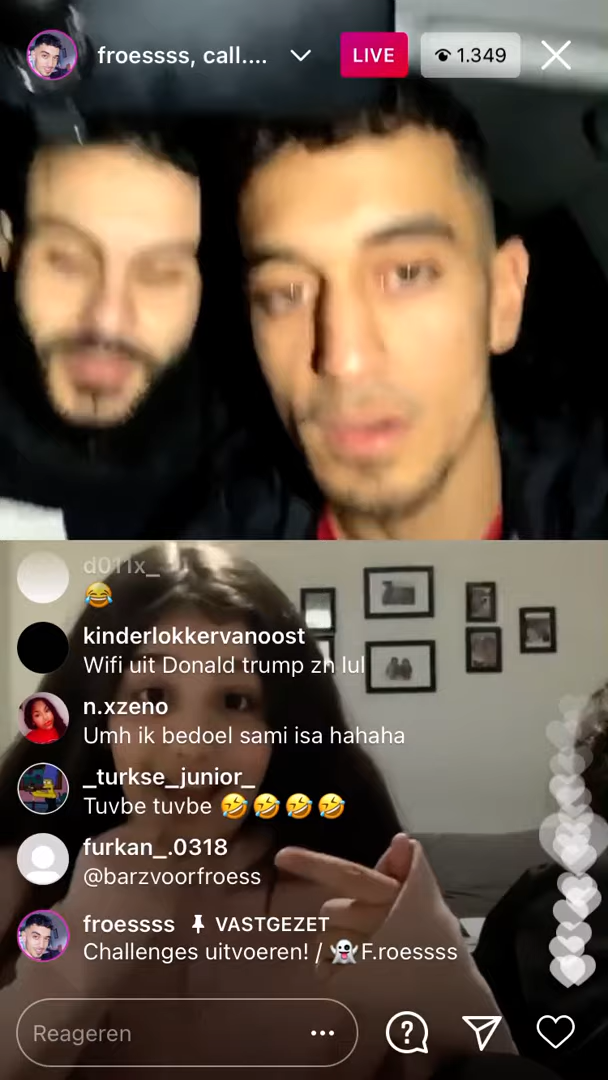 froessss, call....
LIVE
1.349
d011x_
😂
kinderlokkervanoost
Wifi uit Donald trump zn lul
n.xzeno
Umh ik bedoel sami isa hahaha
_turkse_junior_
Tuvbe tuvbe 🤣🤣🤣🤣
furkan_.0318
@barzvoorfroess
froessss 📌 VASTGEZET
Challenges uitvoeren! / 👻F.roessss
Reageren